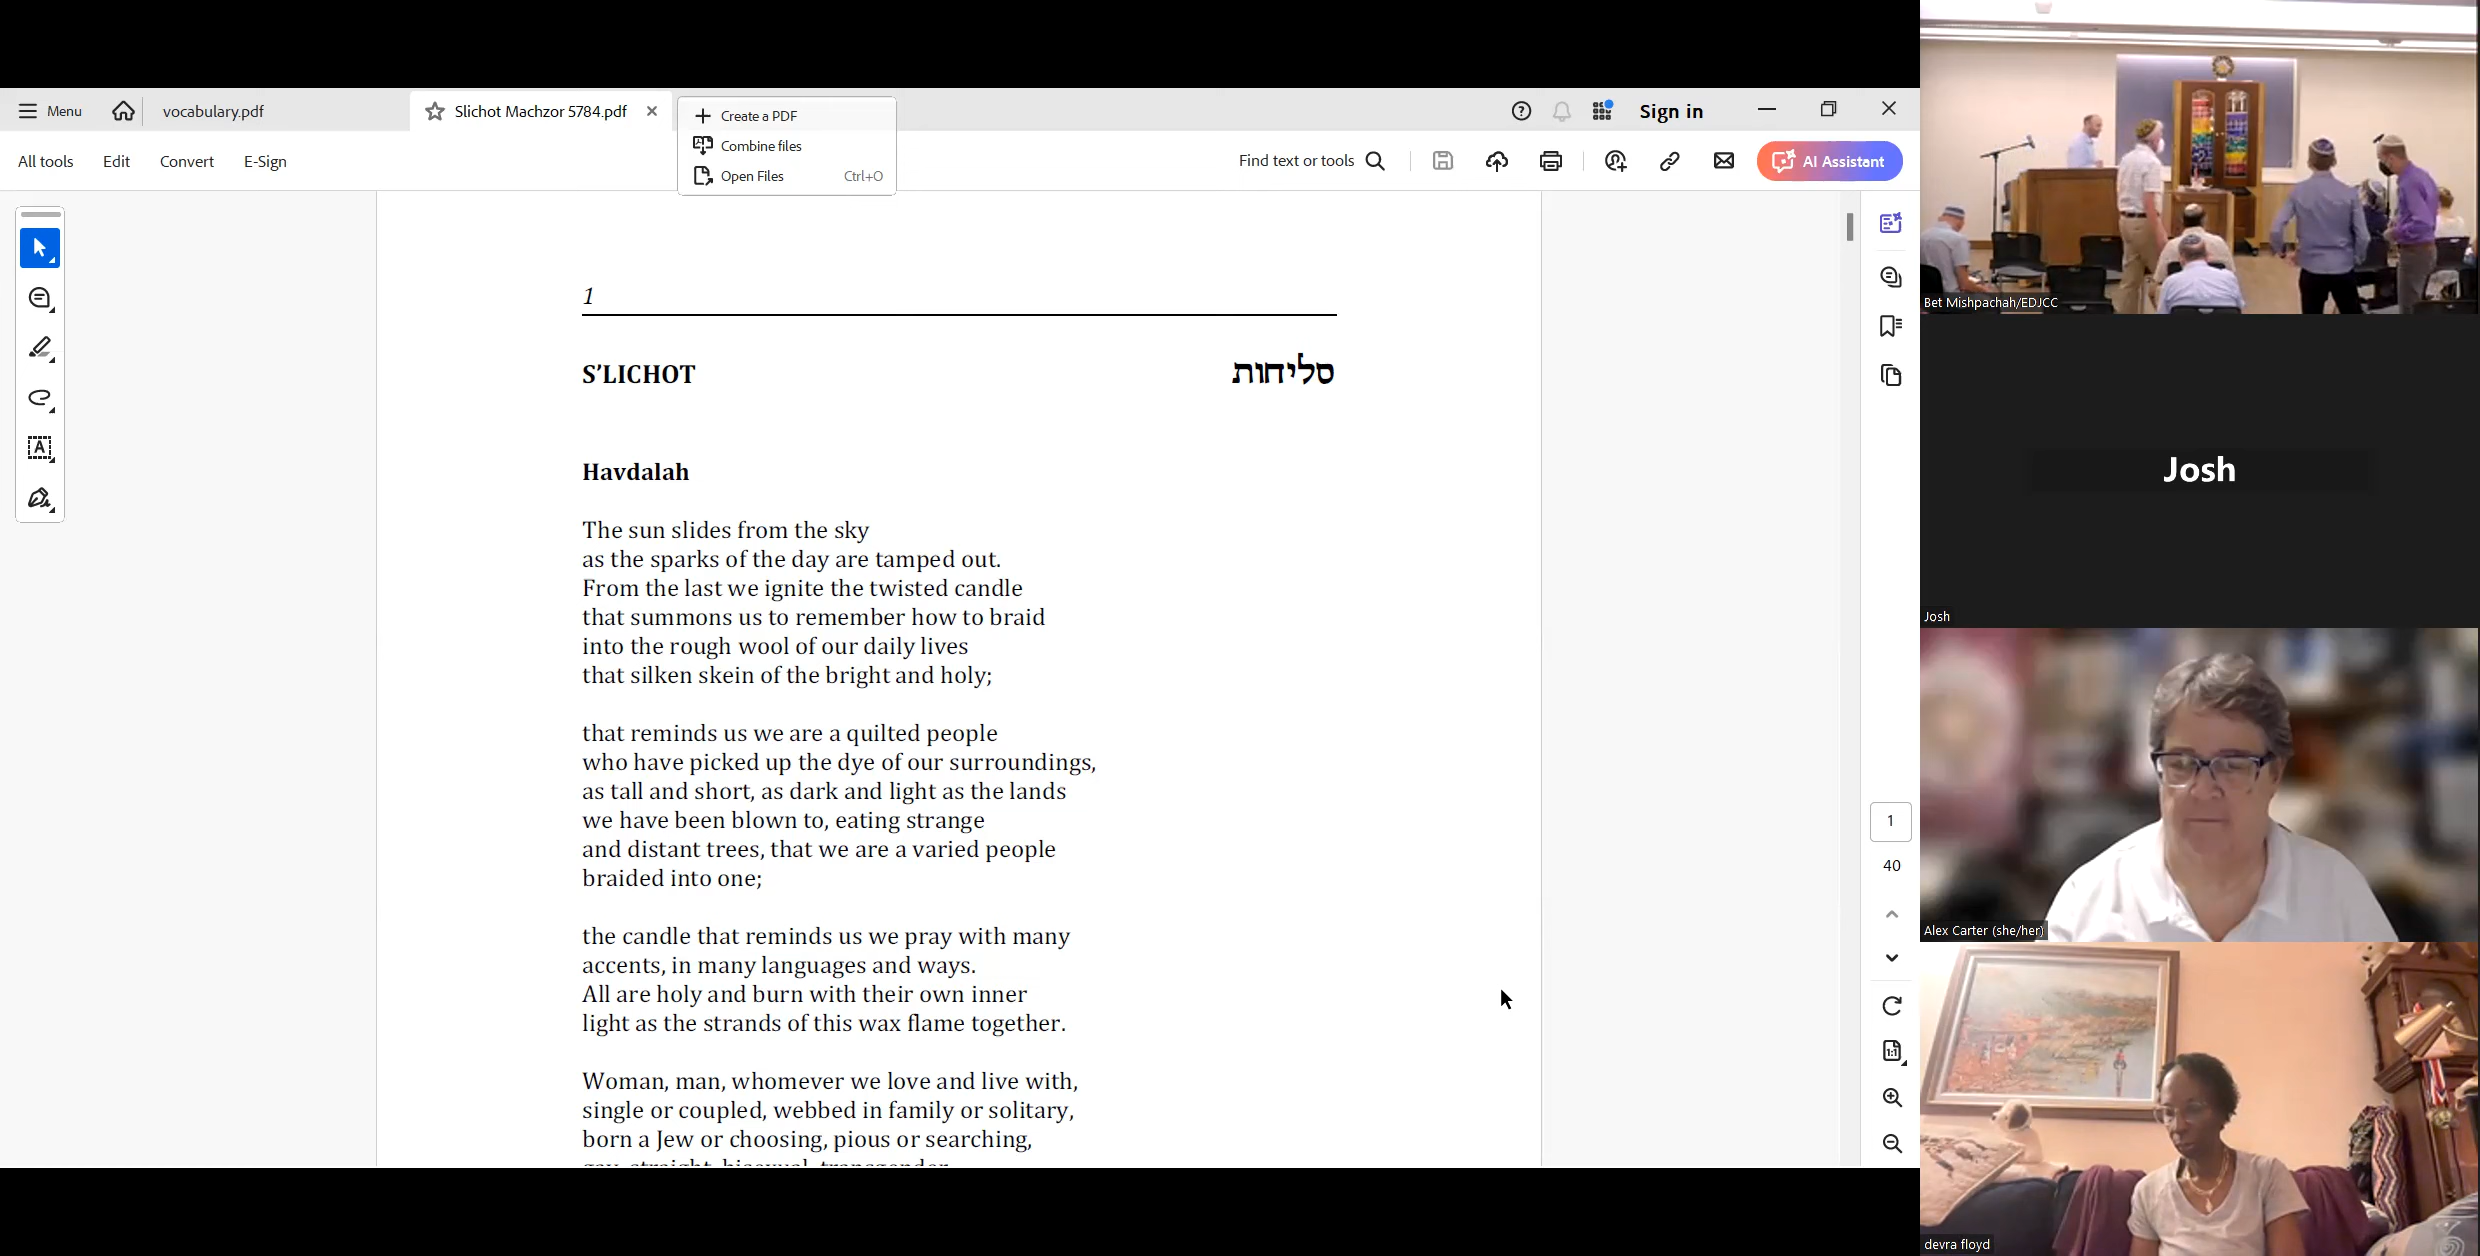 Menu
vocabulary.pdf
Slichot Machzor 5784.pdf
Create a PDF
Combine files
Open Files Ctrl+O
Sign in
All tools
Edit
Convert
E-Sign
Find text or tools
AI Assistant
1
S’LICHOT
סליחות
Havdalah
The sun slides from the sky
as the sparks of the day are tamped out.
From the last we ignite the twisted candle
that summons us to remember how to braid
into the rough wool of our daily lives
that silken skein of the bright and holy;
that reminds us we are a quilted people
who have picked up the dye of our surroundings,
as tall and short, as dark and light as the lands
we have been blown to, eating strange
and distant trees, that we are a varied people
braided into one;
the candle that reminds us we pray with many
accents, in many languages and ways.
All are holy and burn with their own inner
light as the strands of this wax flame together.
Woman, man, whomever we love and live with,
single or coupled, webbed in family or solitary,
born a Jew or choosing, pious or searching,
gay, straight, bisexual, transgender
1
40
Bet Mishpachah/EDJCC
Josh
Josh
Alex Carter (she/her)
devra floyd